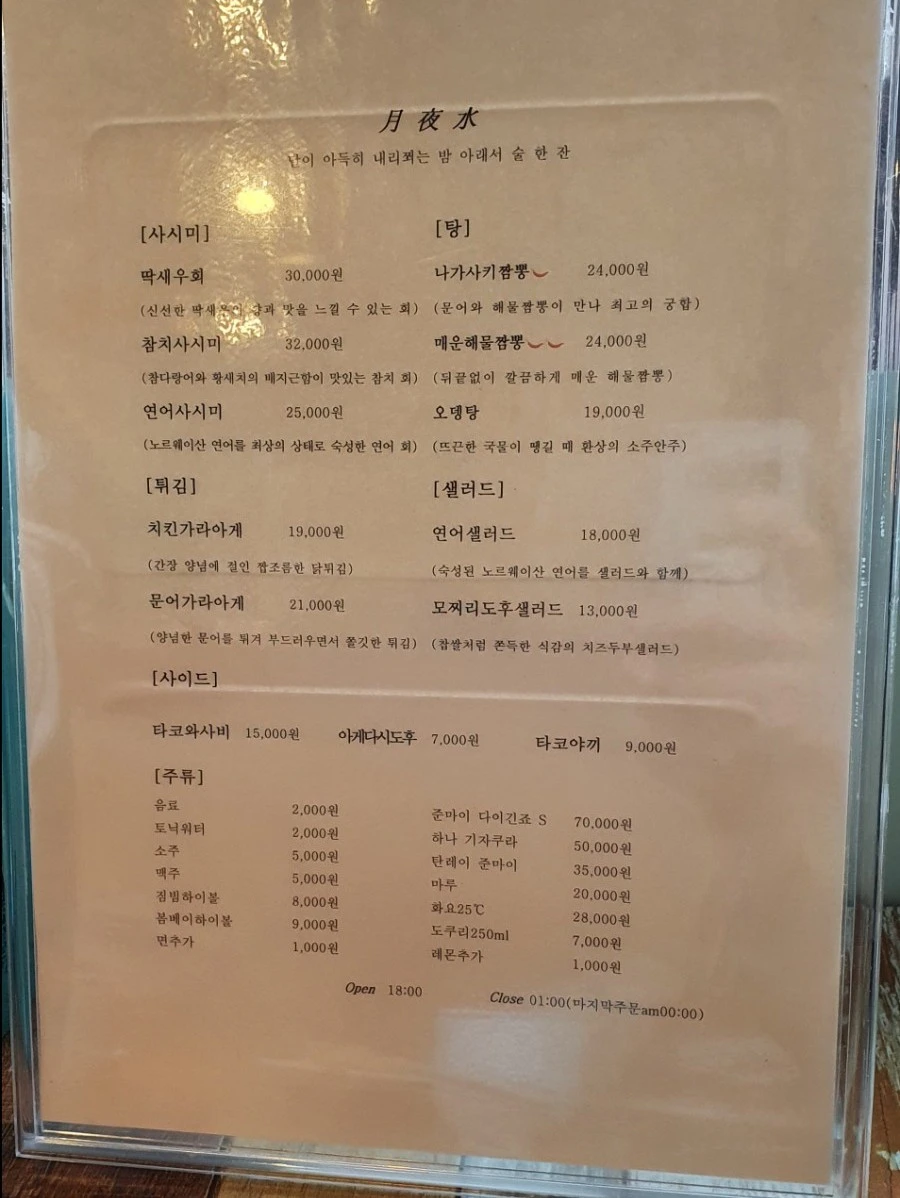 月夜水
아득히 내리쬐는 밤 아래서 술 한 잔
[사시미]
딱새우회 30,000원
(신선한 딱새우의 맛을 느낄 수 있는 회)
참치사시미 32,000원
(참다랑어와 황새치의 배지근함이 맛있는 참치 회)
연어사시미 25,000원
(노르웨이산 연어를 최상의 상태로 숙성한 연어 회)
[탕]
나가사키짬뽕 24,000원
(문어와 해물짬뽕이 만나 최고의 궁합)
매운해물짬뽕 24,000원
(뒤끝없이 깔끔하게 매운 해물짬뽕)
오뎅탕 19,000원
(뜨끈한 국물이 땡길 때 환상의 소주안주)
[튀김]
치킨가라아게 19,000원
(간장 양념에 절인 짭조름한 닭튀김)
문어가라아게 21,000원
(양념한 문어를 튀겨 부드러우면서 쫄깃한 튀김)
[샐러드]
연어샐러드 18,000원
(숙성된 노르웨이산 연어를 샐러드와 함께)
모찌리도후샐러드 13,000원
(찹쌀처럼 쫀득한 식감의 치즈두부샐러드)
[사이드]
타코와사비 15,000원 아게다시도후 7,000원 타코야끼 9,000원
[주류]
음료 2,000원
토닉워터 2,000원
소주 5,000원
맥주 5,000원
짐빔하이볼 8,000원
봄베이하이볼 9,000원
면추가 1,000원
준마이 다이긴죠 S 70,000원
하나 기자쿠라 50,000원
탄레이 준마이 35,000원
마루 20,000원
화요25℃ 28,000원
도쿠리250ml 7,000원
레몬추가 1,000원
Open 18:00
Close 01:00(마지막주문am00:00)